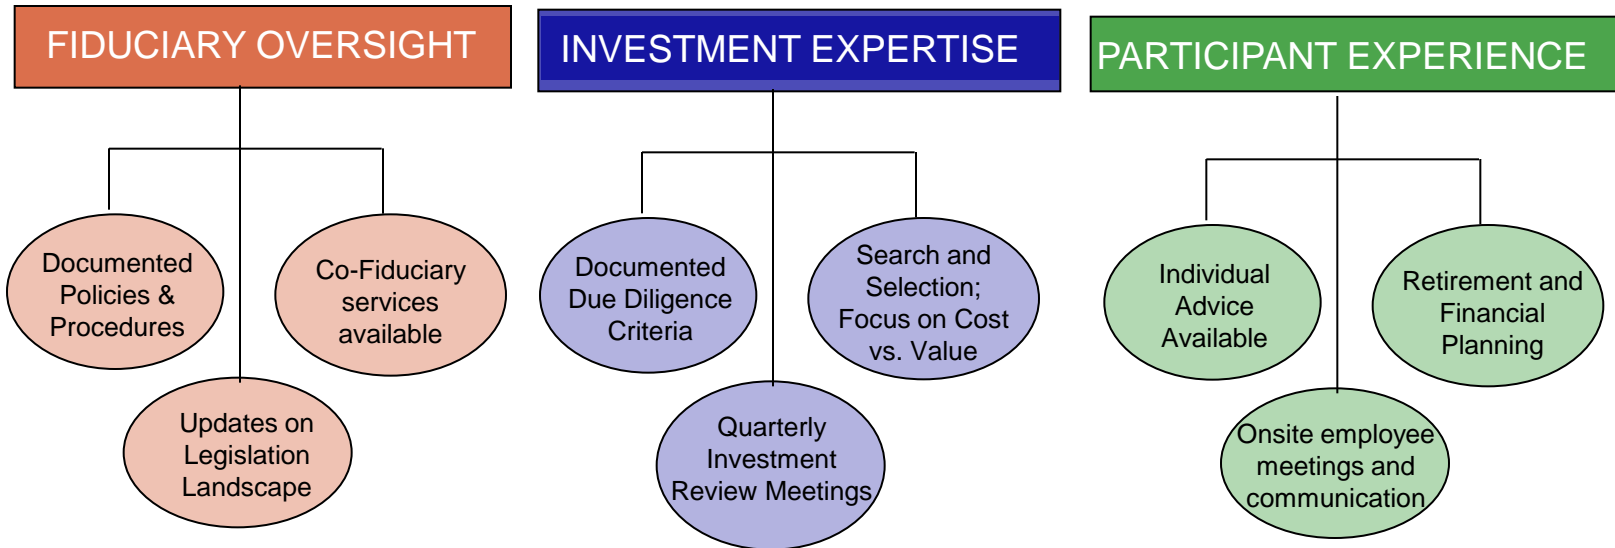 FIDUCIARY OVERSIGHT
Documented
Policies &
Procedures
Co-Fiduciary
services
available
Updates on
Legislation
Landscape
INVESTMENT EXPERTISE
Documented
Due Diligence
Criteria
Search and
Selection;
Focus on Cost
vs. Value
Quarterly
Investment
Review Meetings
PARTICIPANT EXPERIENCE
Individual
Advice
Available
Retirement and
Financial
Planning
Onsite employee
meetings and
communication